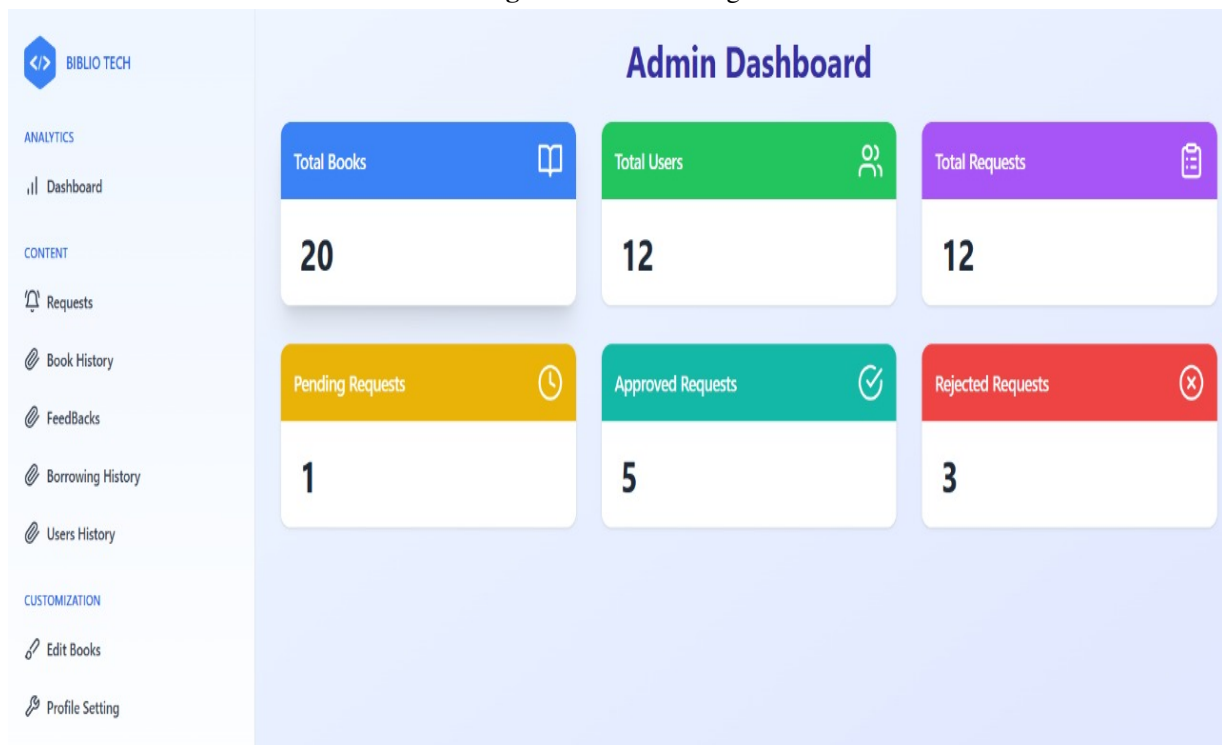 BIBLIO TECH
ANALYTICS
Dashboard
CONTENT
Requests
Book History
FeedBacks
Borrowing History
Users History
CUSTOMIZATION
Edit Books
Profile Setting
Admin Dashboard
Total Books
20
Total Users
12
Total Requests
12
Pending Requests
1
Approved Requests
5
Rejected Requests
3